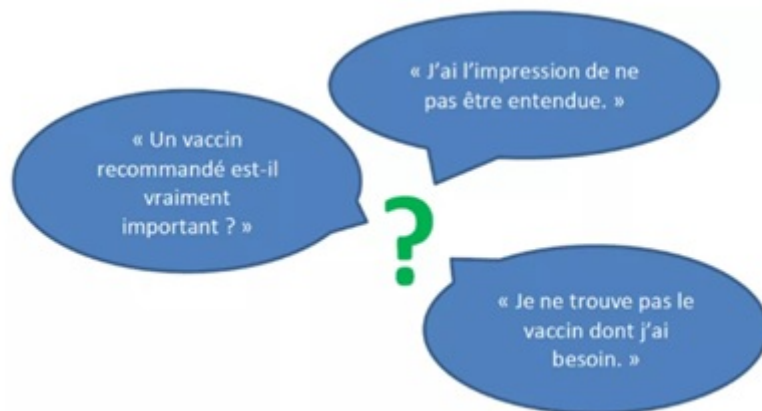 « J'ai l'impression de ne
pas être entendue. »
« Un vaccin
recommandé est-il
vraiment
important ? »
?
« Je ne trouve pas le
vaccin dont j'ai
besoin. »